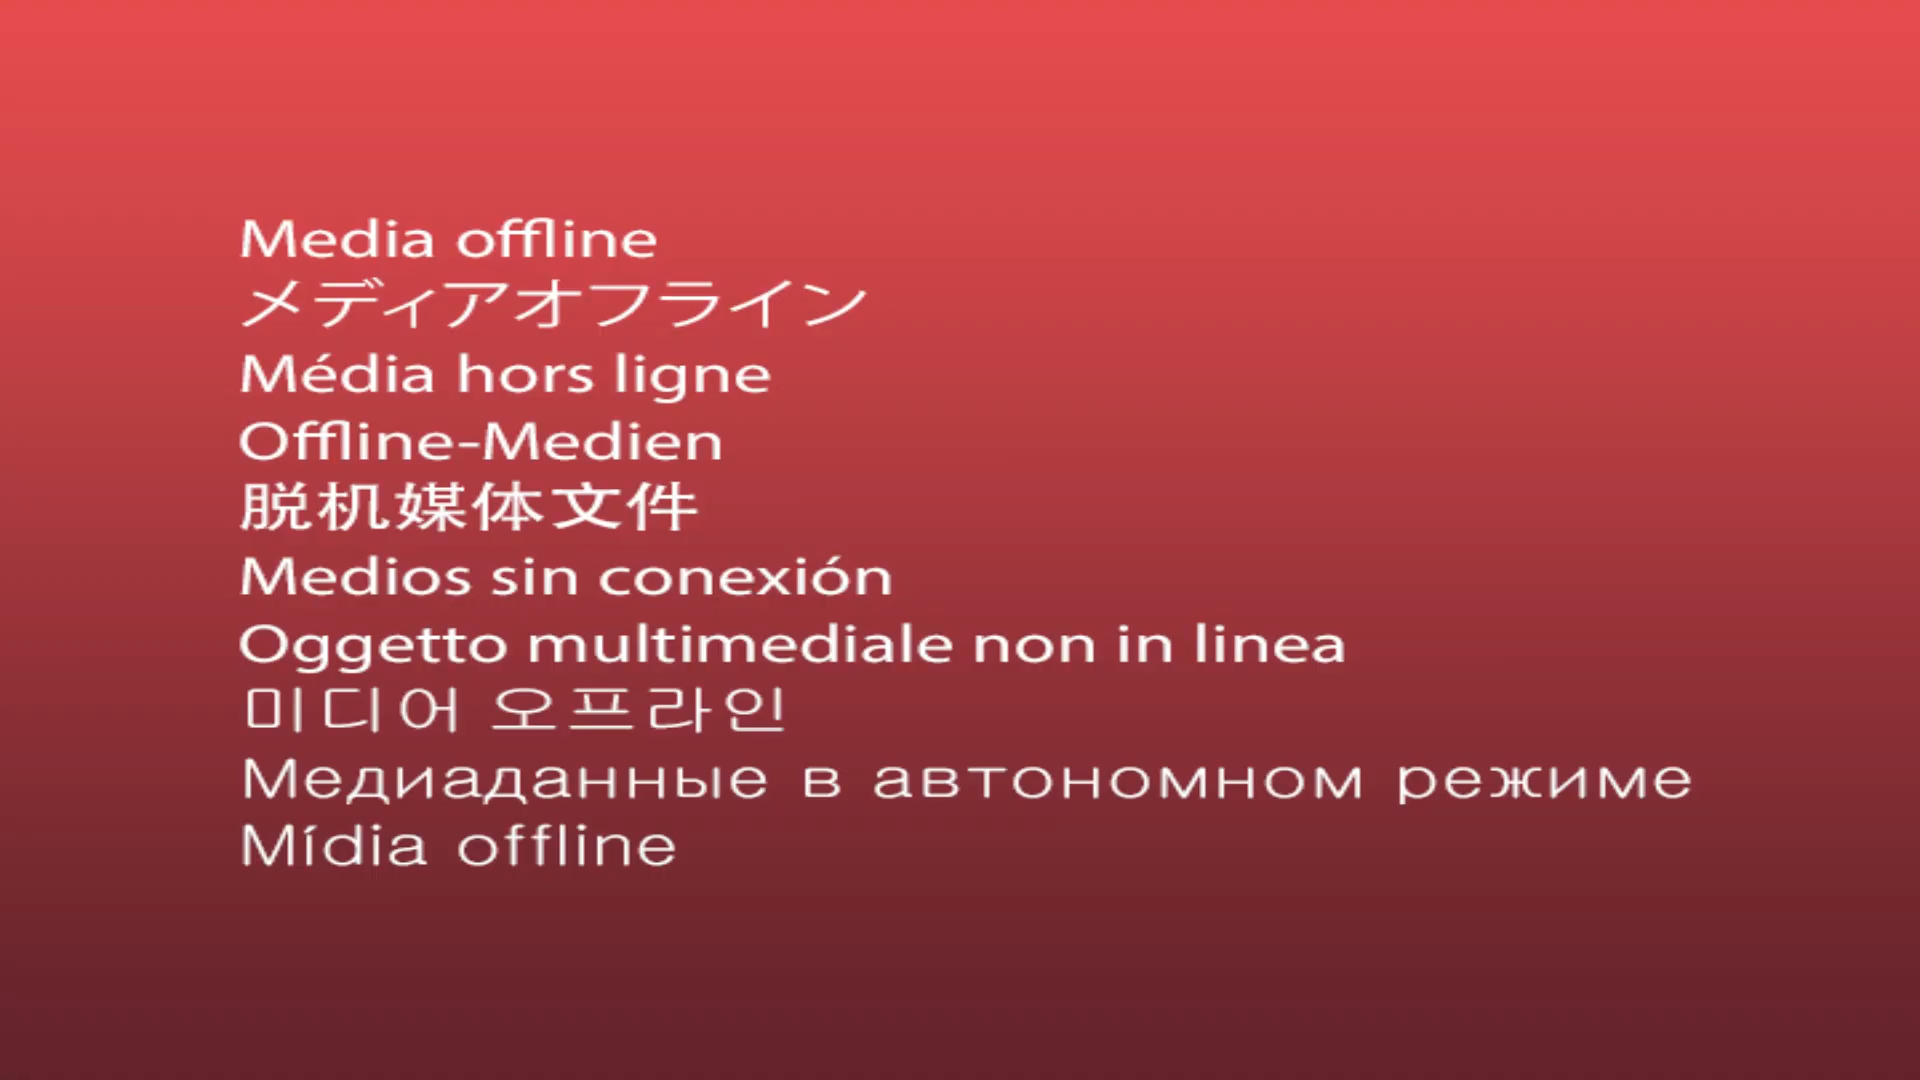 Media offline
メディアオフライン
Média hors ligne
Offline-Medien
脱机媒体文件
Medios sin conexión
Oggetto multimediale non in linea
미디어 오프라인
Медиаданные в автономном режиме
Mídia offline